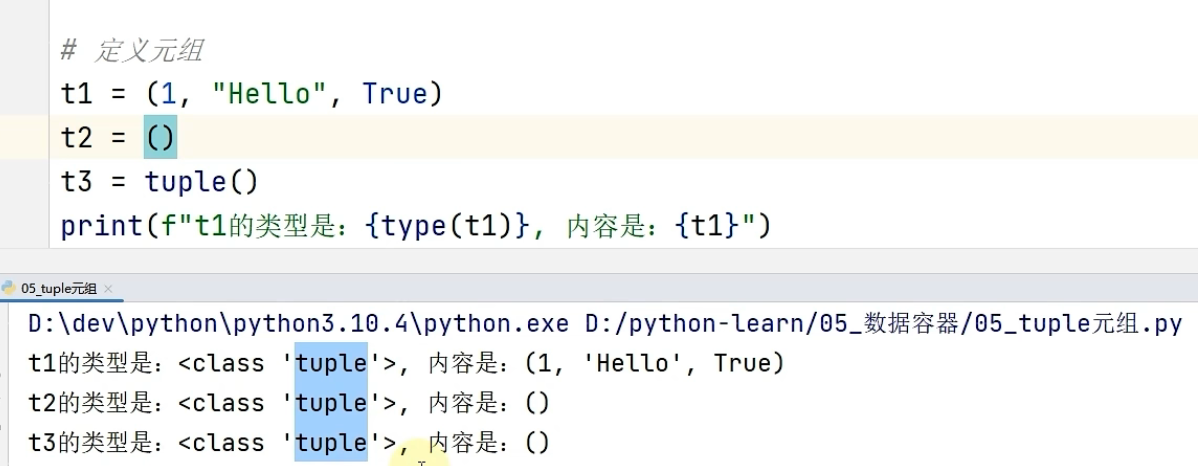 # 定义元组
t1 = (1, "Hello", True)
t2 = ()
t3 = tuple()
print(f"t1的类型是：{type(t1)}, 内容是：{t1}")
05_tuple元组 ×
D:\dev\python\python3.10.4\python.exe D:/python-learn/05_数据容器/05_tuple元组.py
t1的类型是：<class 'tuple'>, 内容是：(1, 'Hello', True)
t2的类型是：<class 'tuple'>, 内容是：()
t3的类型是：<class 'tuple'>, 内容是：()